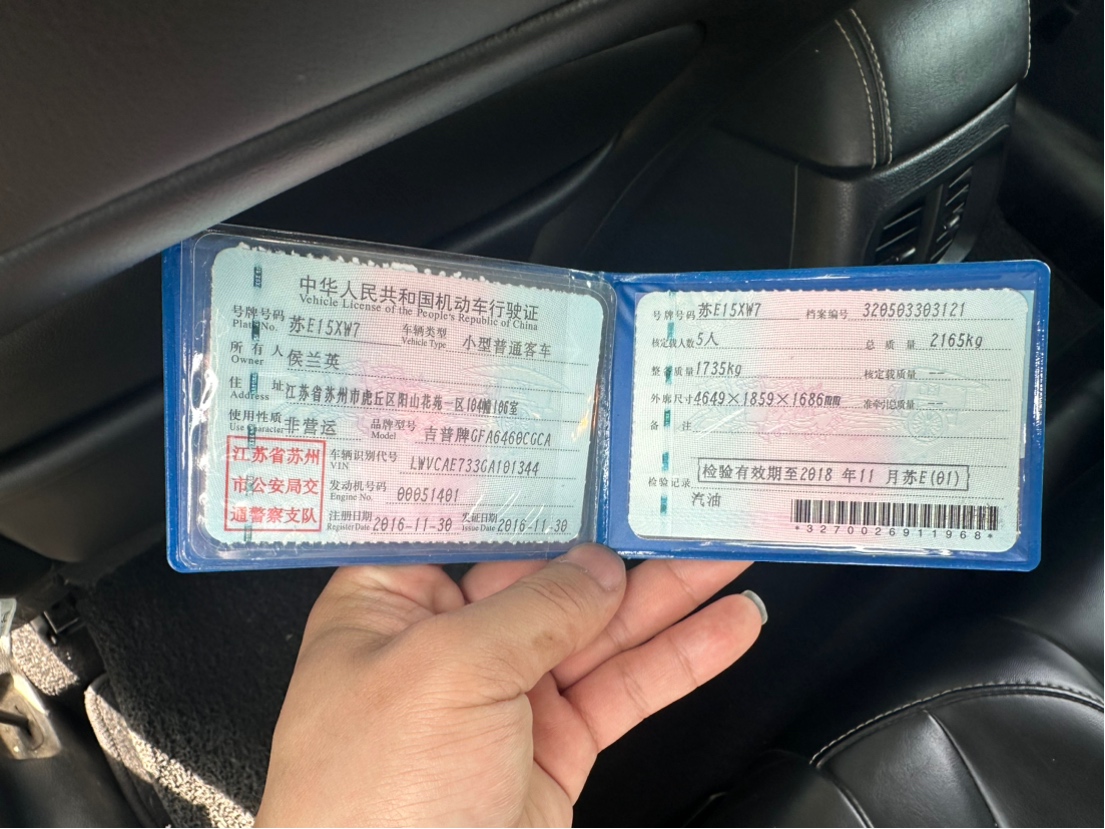 中华人民共和国机动车行驶证
Vehicle License of the People's Republic of China
号牌号码 苏E15XW7 车辆类型 小型普通客车
Plate No. Vehicle Type
所有人 侯兰英
Owner
住址 江苏省苏州市虎丘区阳山花苑一区104幢106室
Address
使用性质 非营运 品牌型号 吉普牌GFA6460CGCA
Use Character Model
江苏省苏州
市公安局交
通警察支队
车辆识别代号 LWVCAE733GA101344
VIN
发动机号码 00051401
Engine No.
注册日期 2016-11-30 发证日期 2016-11-30
Register Date Issue Date
号牌号码 苏E15XW7 档案编号 320503303121
核定载人数 5人 总质量 2165kg
整备质量 1735kg 核定载质量 --
外廓尺寸 4649×1859×1686 准牵引总质量 --
备注
检验记录 检验有效期至2018 年11 月苏E(01)
汽油
*3270026911968*